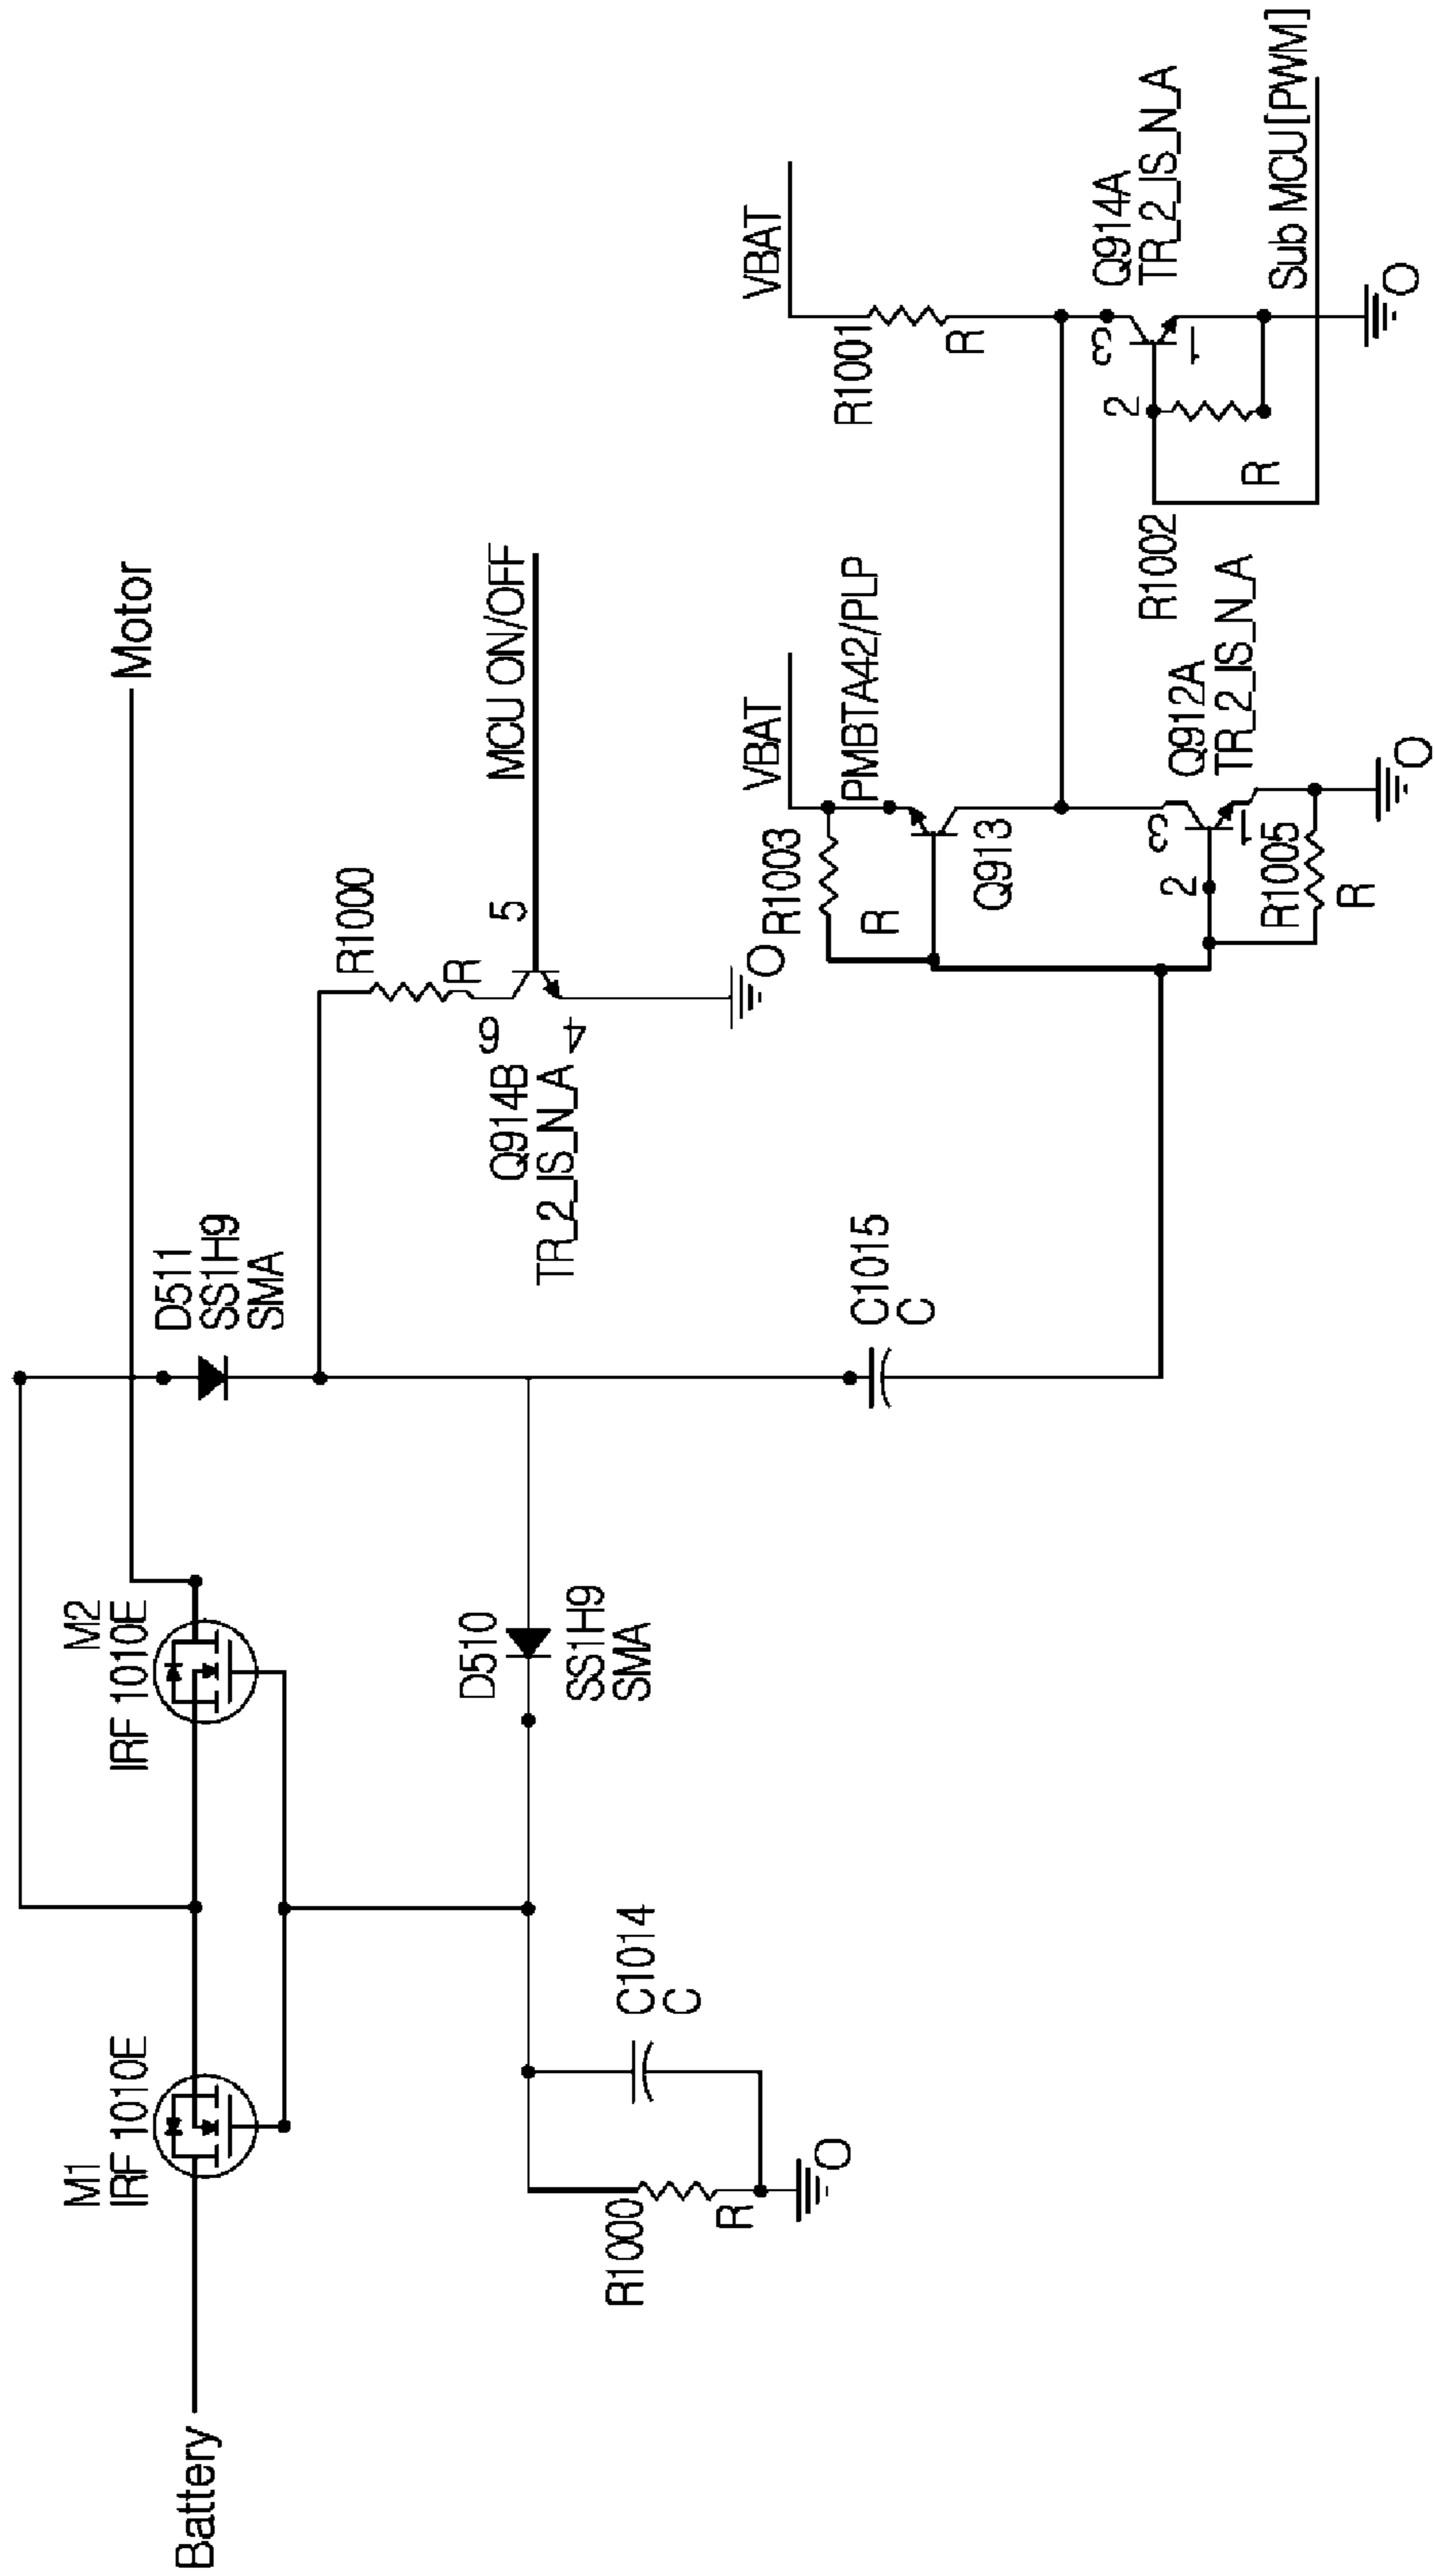 Battery
M1
IRF 1010E
M2
IRF 1010E
Motor
D511
SS1H9
SMA
R1000
R
MCU ON/OFF
5
6
4
Q914B
TR_2_IS_N_A
O
D510
SS1H9
SMA
R1000
R
C1014
C
O
C1015
C
VBAT
R1003
R
PMBTA42/PLP
Q913
Q912A
TR_2_IS_N_A
3
2
1
R1005
R
O
VBAT
R1001
R
Q914A
TR_2_IS_N_A
3
2
1
R1002
R
Sub MCU[PWM]
O